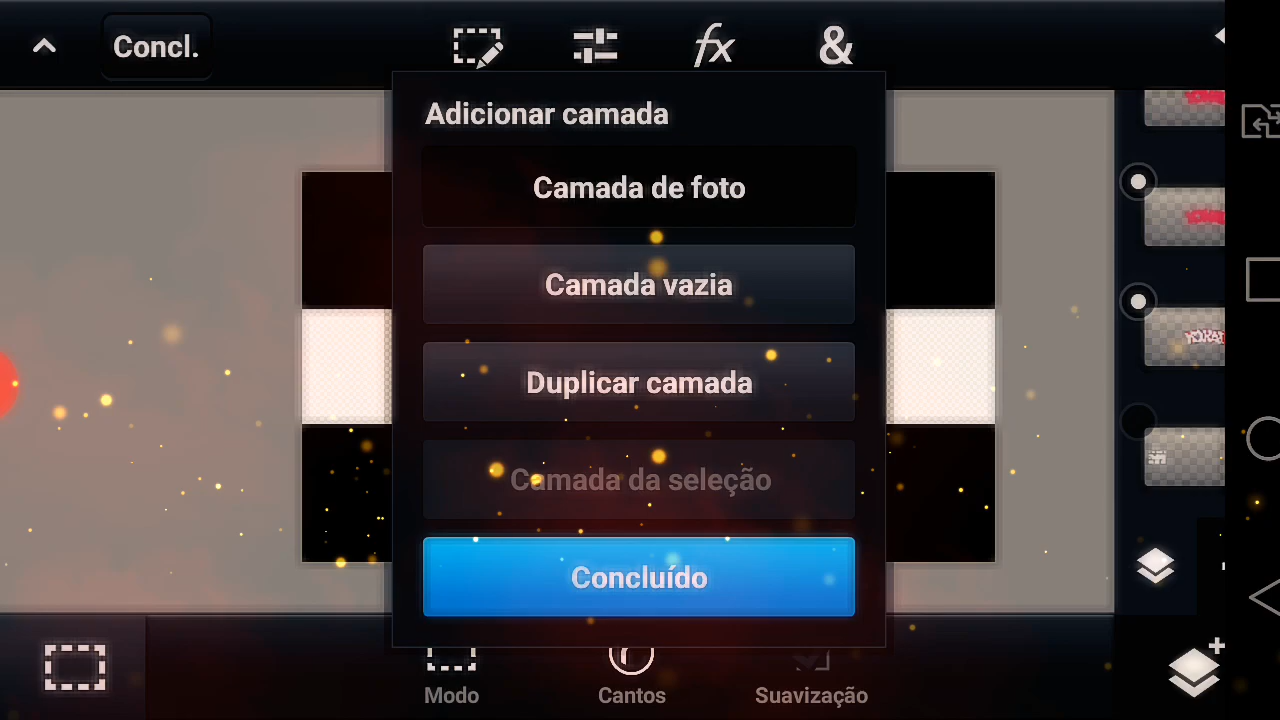 Concl.
fx
&
Adicionar camada
Camada de foto
Camada vazia
Duplicar camada
Camada da seleção
Concluído
Modo
Cantos
Suavização